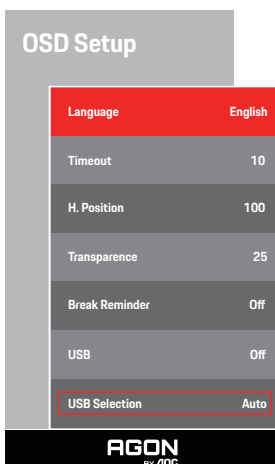 OSD Setup
Language English
Timeout 10
H. Position 100
Transparence 25
Break Reminder Off
USB Off
USB Selection Auto
AGON
BY AOC